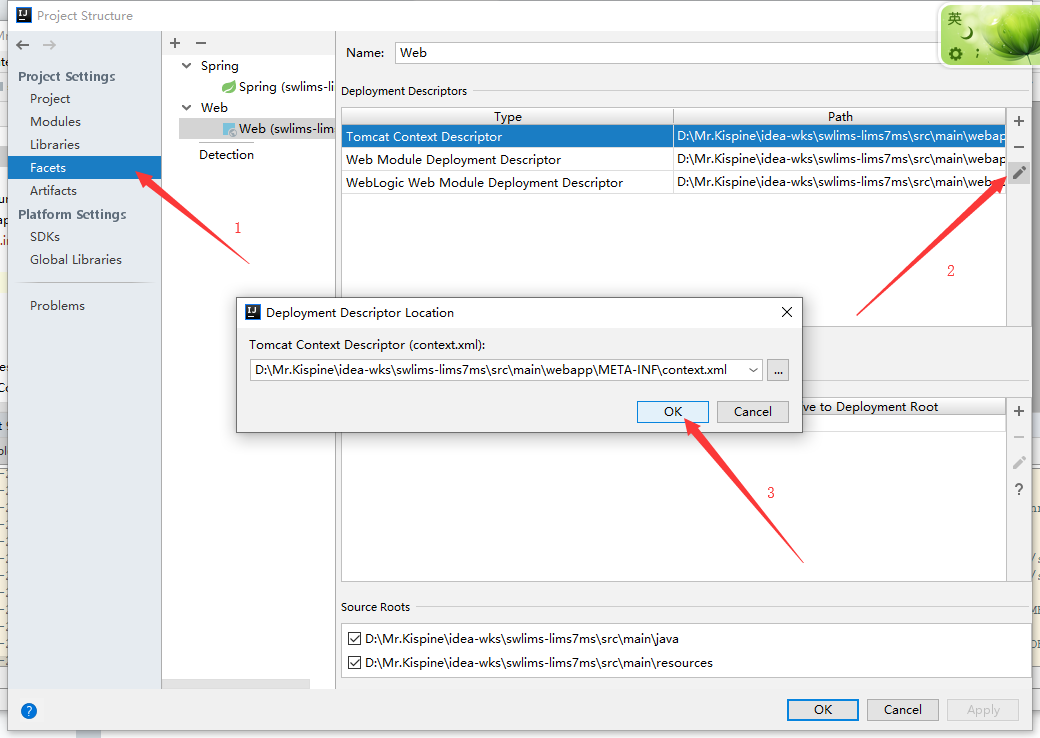 Project Structure
英
Project Settings
Project
Modules
Libraries
Facets
Artifacts
Platform Settings
SDKs
Global Libraries
Problems
Spring
Spring (swlims-li
Web
Web (swlims-lim
Detection
Name: Web
Deployment Descriptors
Type Path
Tomcat Context Descriptor D:\Mr.Kispine\idea-wks\swlims-lims7ms\src\main\webap
Web Module Deployment Descriptor D:\Mr.Kispine\idea-wks\swlims-lims7ms\src\main\webap
WebLogic Web Module Deployment Descriptor D:\Mr.Kispine\idea-wks\swlims-lims7ms\src\main\webap
1
2
Deployment Descriptor Location
Tomcat Context Descriptor (context.xml):
D:\Mr.Kispine\idea-wks\swlims-lims7ms\src\main\webapp\META-INF\context.xml
...
OK Cancel
ve to Deployment Root
3
?
Source Roots
D:\Mr.Kispine\idea-wks\swlims-lims7ms\src\main\java
D:\Mr.Kispine\idea-wks\swlims-lims7ms\src\main\resources
?
OK Cancel Apply